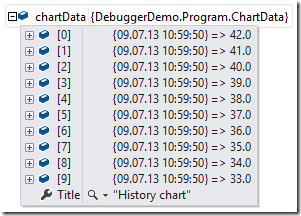 chartData {DebuggerDemo.Program.ChartData}
[0] {09.07.13 10:59:50} => 42.0
[1] {09.07.13 10:59:50} => 41.0
[2] {09.07.13 10:59:50} => 40.0
[3] {09.07.13 10:59:50} => 39.0
[4] {09.07.13 10:59:50} => 38.0
[5] {09.07.13 10:59:50} => 37.0
[6] {09.07.13 10:59:50} => 36.0
[7] {09.07.13 10:59:50} => 35.0
[8] {09.07.13 10:59:50} => 34.0
[9] {09.07.13 10:59:50} => 33.0
Title "History chart"